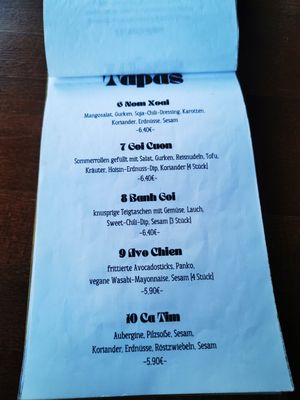 Tapas
6 Nom Xoai
Mangosalat, Gurken, Soja-Chili-Dressing, Karotten,
Koriander, Erdnüsse, Sesam
~6,40€~
7 Goi Cuon
Sommerrollen gefüllt mit Salat, Gurken, Reisnudeln, Tofu,
Kräuter, Hoisin-Erdnuss-Dip, Koriander [4 Stück]
~6,40€~
8 Banh Goi
knusprige Teigtaschen mit Gemüse, Lauch,
Sweet-Chili-Dip, Sesam [3 Stück]
~6,40€~
9 Avo Chien
frittierte Avocadosticks, Panko,
vegane Wasabi-Mayonnaise, Sesam [4 Stück]
~5,90€~
10 Ca Tim
Aubergine, Pilzsoße, Sesam,
Koriander, Erdnüsse, Röstzwiebeln, Sesam
~5,90€~